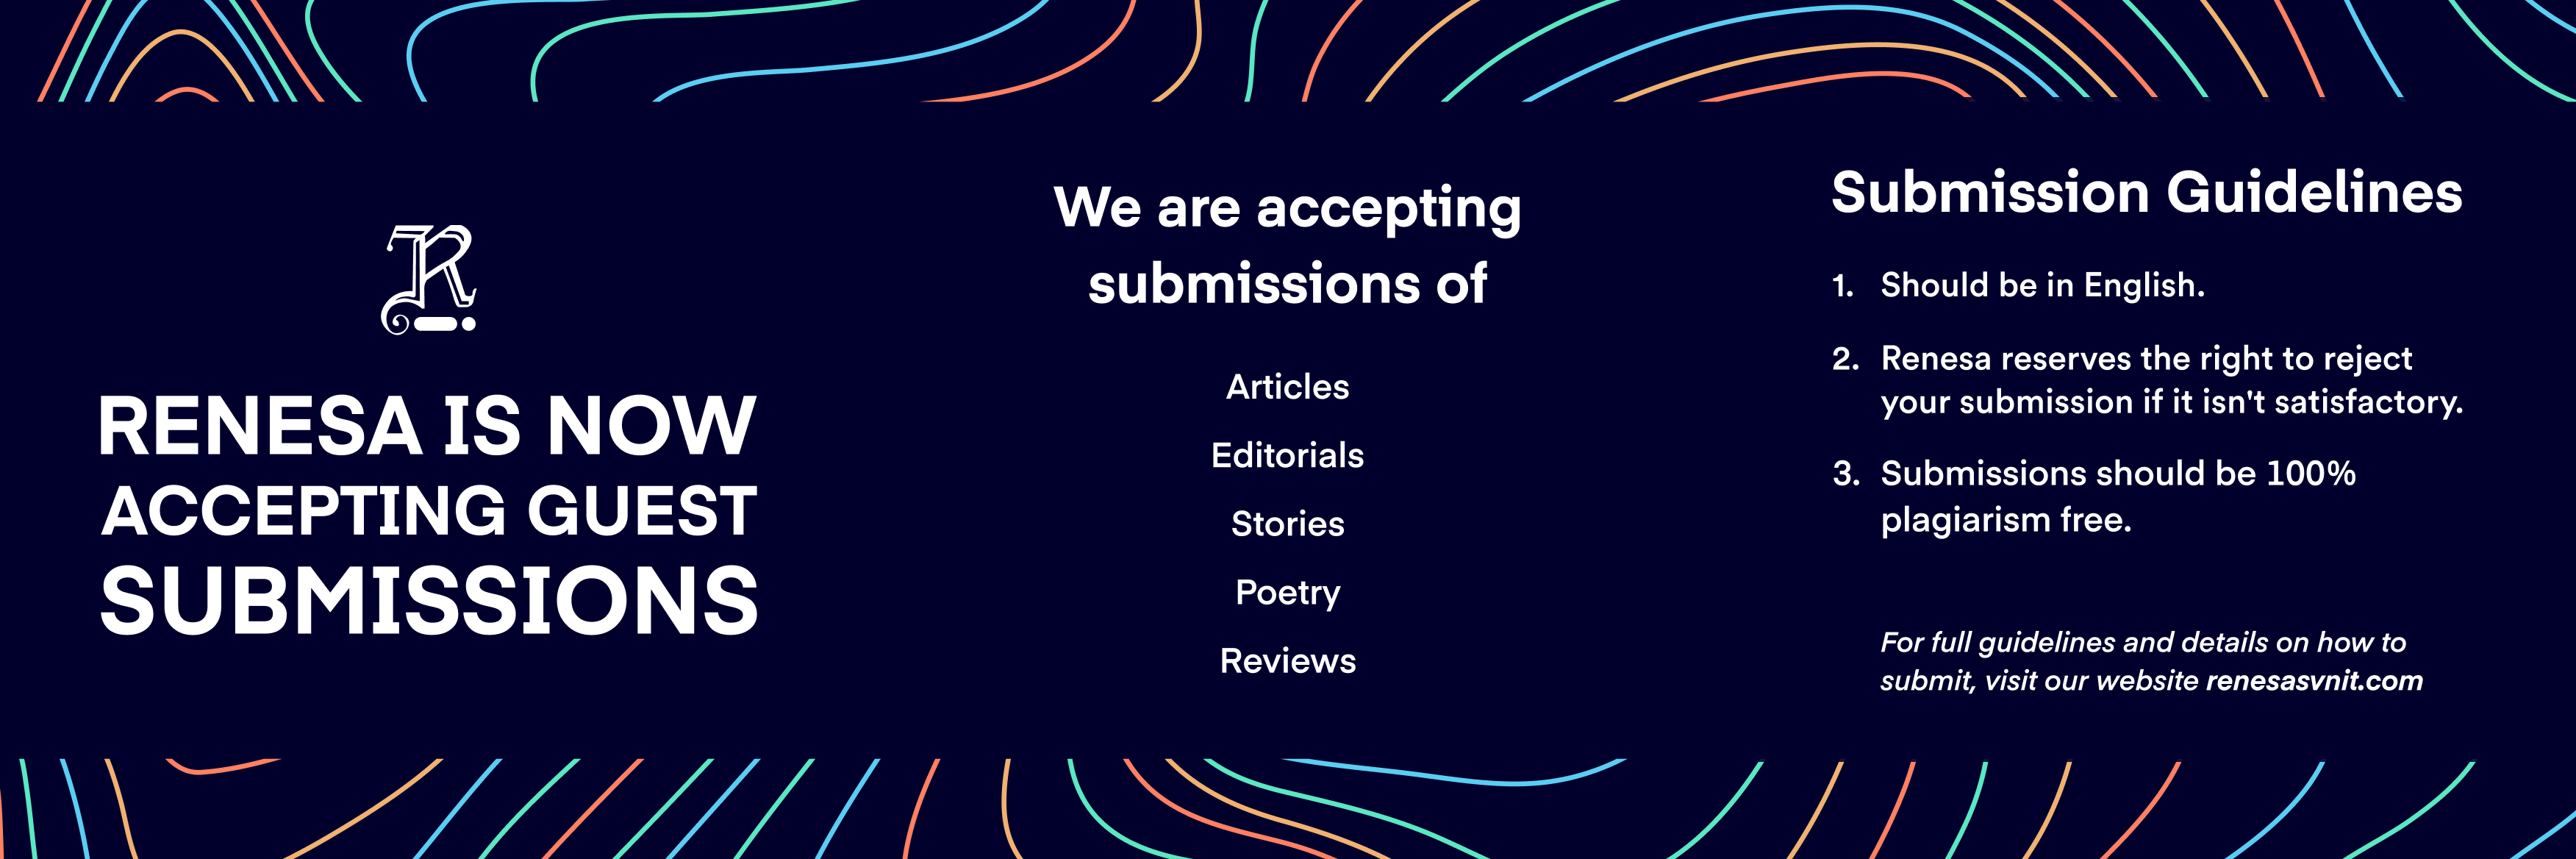 RENESA IS NOW
ACCEPTING GUEST
SUBMISSIONS
We are accepting
submissions of
Articles
Editorials
Stories
Poetry
Reviews
Submission Guidelines
1. Should be in English.
2. Renesa reserves the right to reject
your submission if it isn't satisfactory.
3. Submissions should be 100%
plagiarism free.
For full guidelines and details on how to
submit, visit our website renesasvnit.com